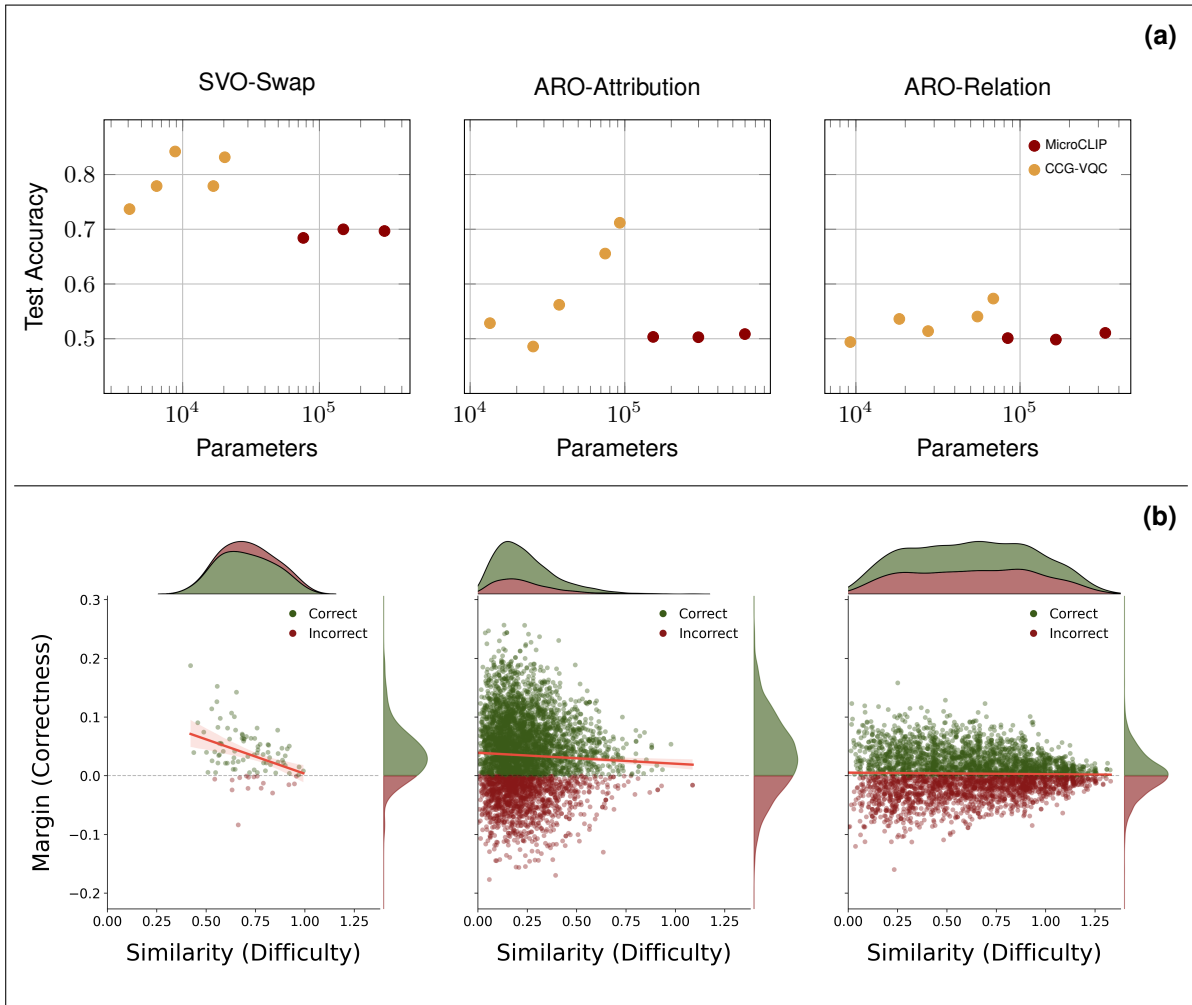 (a)
SVO-Swap
ARO-Attribution
ARO-Relation
Test Accuracy
0.8
0.7
0.6
0.5
MicroCLIP
CCG-VQC
10^4
10^5
10^4
10^5
10^4
10^5
Parameters
Parameters
Parameters
(b)
Margin (Correctness)
0.3
0.2
0.1
0.0
−0.1
−0.2
Correct
Incorrect
Correct
Incorrect
Correct
Incorrect
0.00 0.25 0.50 0.75 1.00 1.25
0.00 0.25 0.50 0.75 1.00 1.25
0.00 0.25 0.50 0.75 1.00 1.25
Similarity (Difficulty)
Similarity (Difficulty)
Similarity (Difficulty)